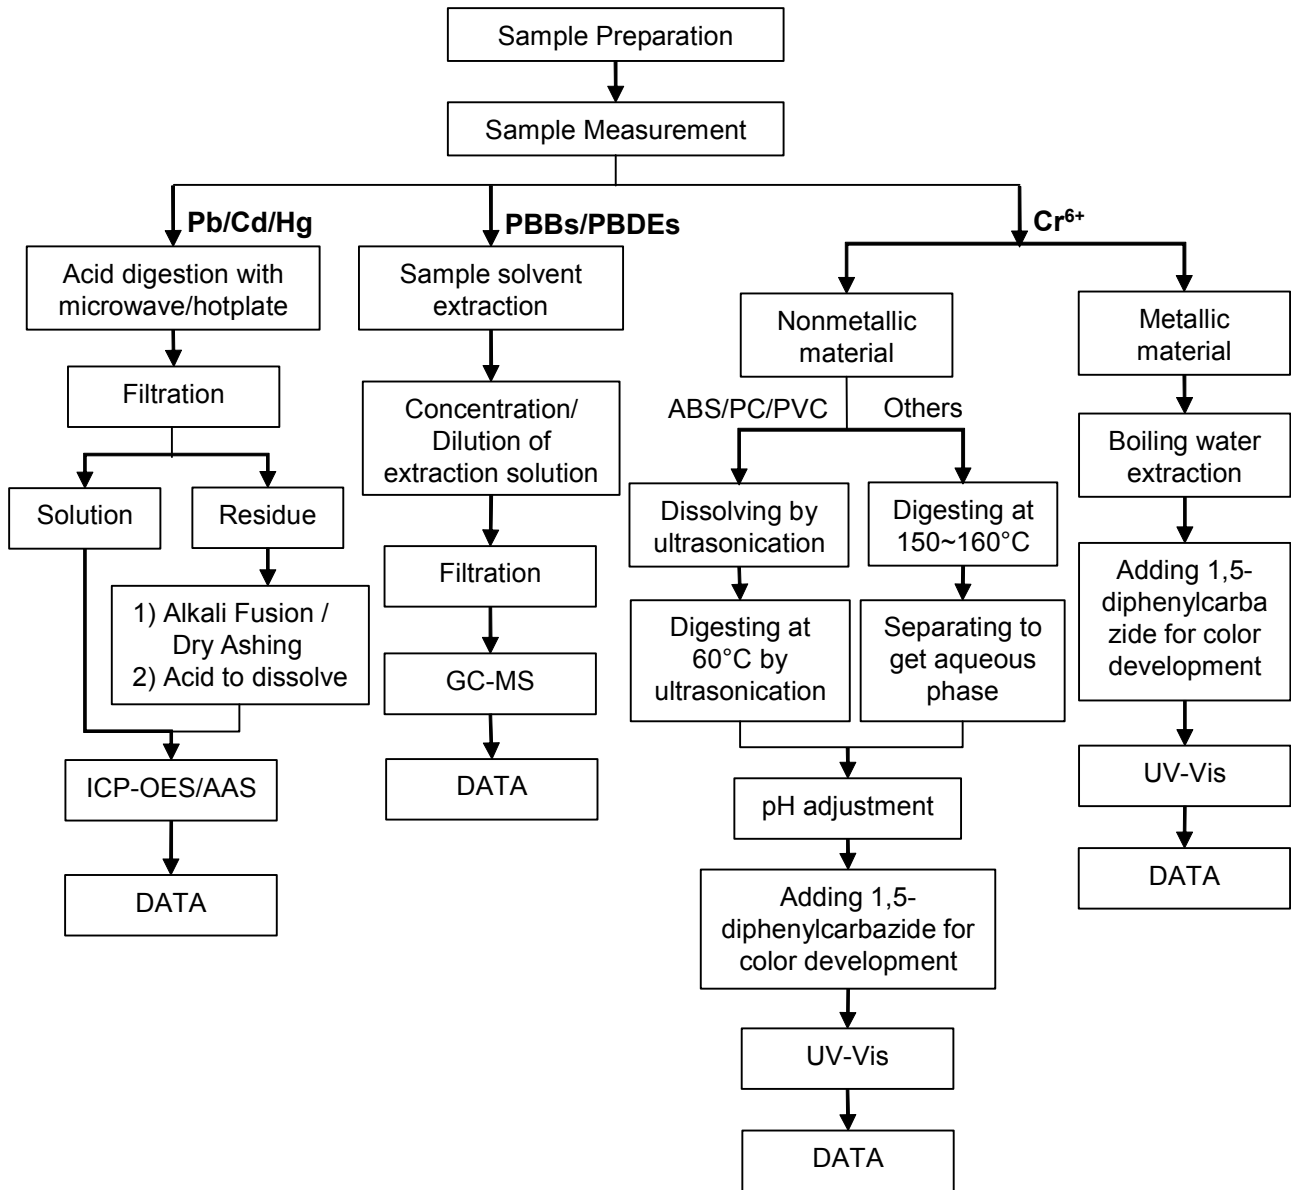 Sample Preparation
Sample Measurement
Pb/Cd/Hg
Acid digestion with
microwave/hotplate
Filtration
Solution
Residue
1) Alkali Fusion /
Dry Ashing
2) Acid to dissolve
ICP-OES/AAS
DATA
PBBs/PBDEs
Sample solvent
extraction
Concentration/
Dilution of
extraction solution
Filtration
GC-MS
DATA
Cr⁶⁺
Nonmetallic
material
ABS/PC/PVC
Others
Dissolving by
ultrasonication
Digesting at
60°C by
ultrasonication
Digesting at
150~160°C
Separating to
get aqueous
phase
pH adjustment
Adding 1,5-
diphenylcarbazide for
color development
UV-Vis
DATA
Metallic
material
Boiling water
extraction
Adding 1,5-
diphenylcarba
zide for color
development
UV-Vis
DATA